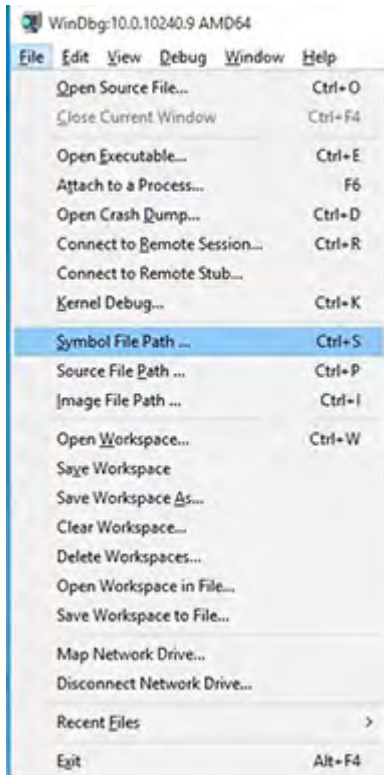 WinDbg:10.0.10240.9 AMD64
File Edit View Debug Window Help
Open Source File... Ctrl+O
Close Current Window Ctrl+F4
Open Executable... Ctrl+E
Attach to a Process... F6
Open Crash Dump... Ctrl+D
Connect to Remote Session... Ctrl+R
Connect to Remote Stub...
Kernel Debug... Ctrl+K
Symbol File Path ... Ctrl+S
Source File Path ... Ctrl+P
Image File Path ... Ctrl+I
Open Workspace... Ctrl+W
Save Workspace
Save Workspace As...
Clear Workspace...
Delete Workspaces...
Open Workspace in File...
Save Workspace to File...
Map Network Drive...
Disconnect Network Drive...
Recent Files >
Exit Alt+F4